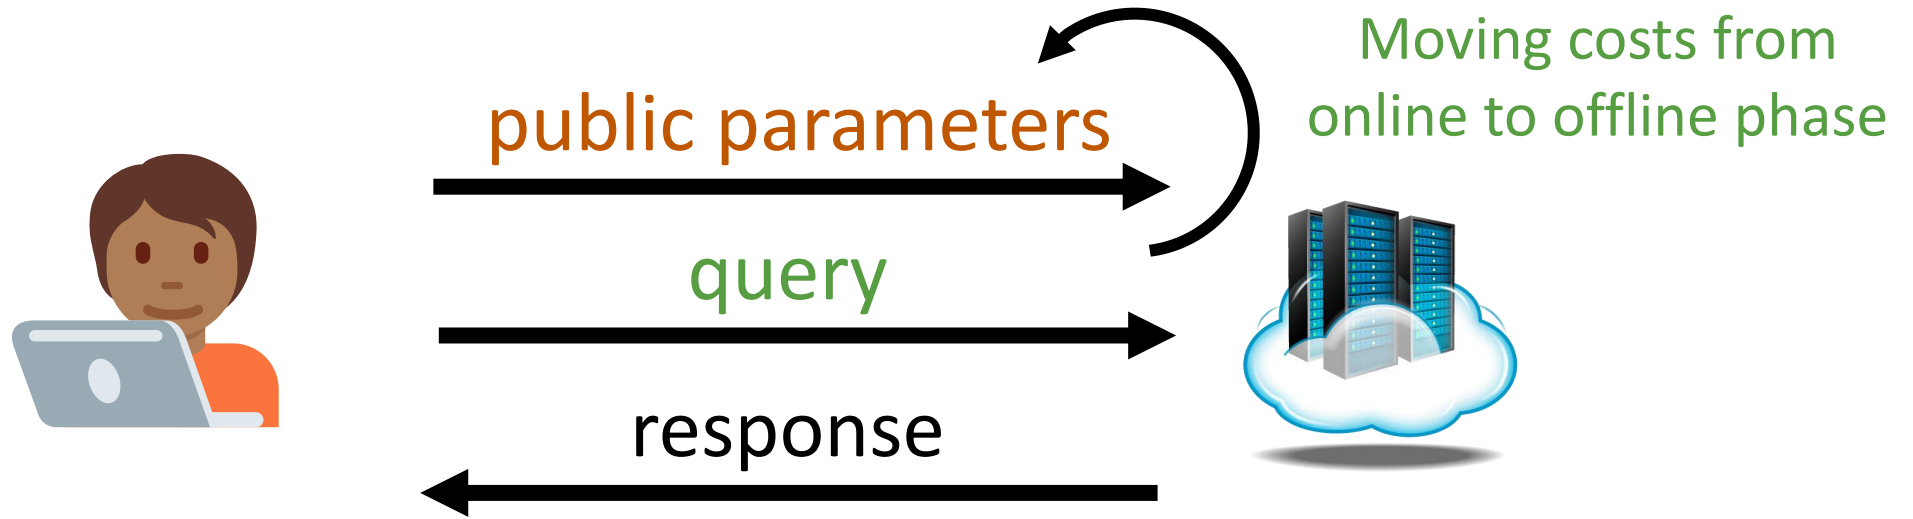 Moving costs from
online to offline phase
public parameters
query
response